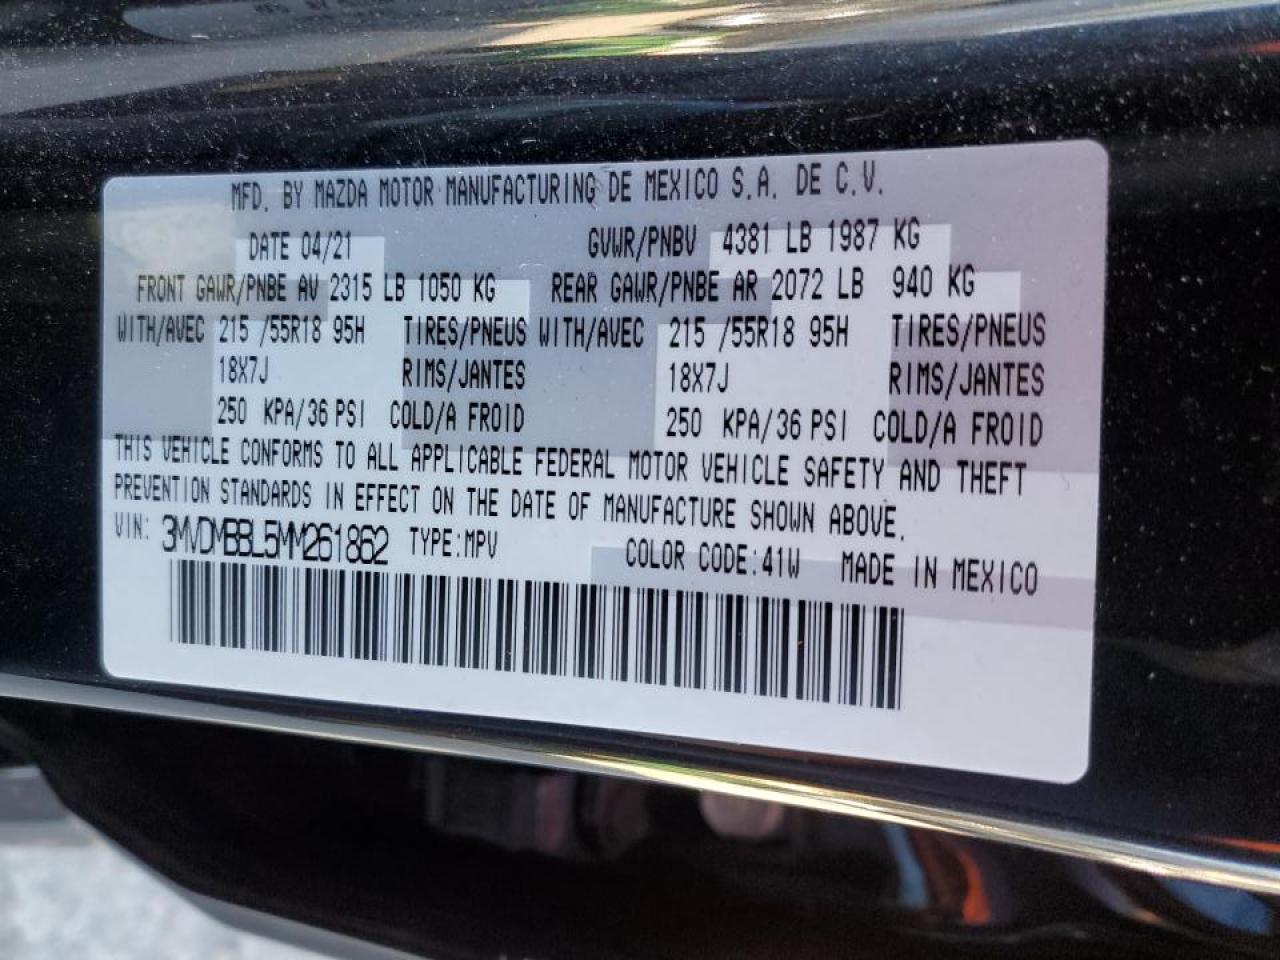 MFD. BY MAZDA MOTOR MANUFACTURING DE MEXICO S.A. DE C.V.
DATE 04/21 GVWR/PNBV 4381 LB 1987 KG
FRONT GAWR/PNBE AV 2315 LB 1050 KG REAR GAWR/PNBE AR 2072 LB 940 KG
WITH/AVEC 215 /55R18 95H TIRES/PNEUS WITH/AVEC 215 /55R18 95H TIRES/PNEUS
18X7J RIMS/JANTES 18X7J RIMS/JANTES
250 KPA/36 PSI COLD/A FROID 250 KPA/36 PSI COLD/A FROID
THIS VEHICLE CONFORMS TO ALL APPLICABLE FEDERAL MOTOR VEHICLE SAFETY AND THEFT
PREVENTION STANDARDS IN EFFECT ON THE DATE OF MANUFACTURE SHOWN ABOVE.
VIN: 3MVDMBBL5MM261862 TYPE:MPV COLOR CODE:41W MADE IN MEXICO